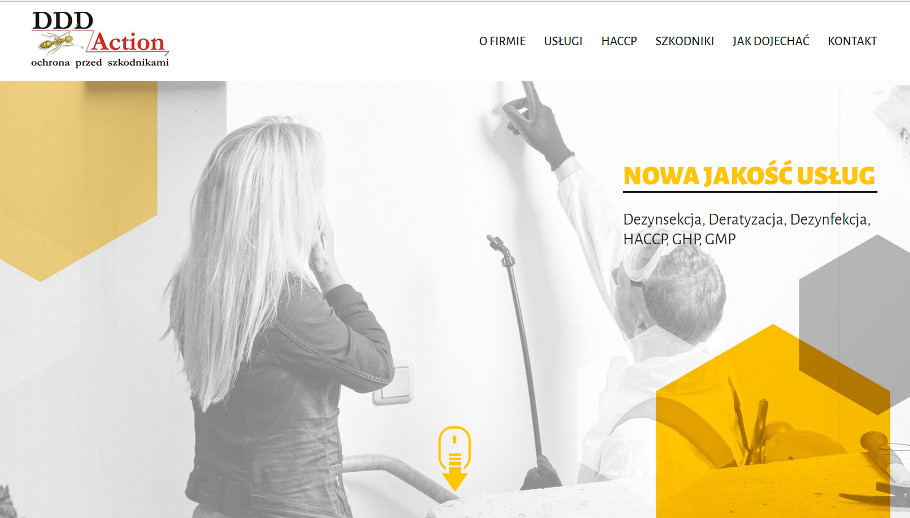 DDD
Action
ochrona przed szkodnikami
O FIRMIE USŁUGI HACCP SZKODNIKI JAK DOJECHAĆ KONTAKT
NOWA JAKOŚĆ USŁUG
Dezynsekcja, Deratyzacja, Dezynfekcja,
HACCP, GHP, GMP